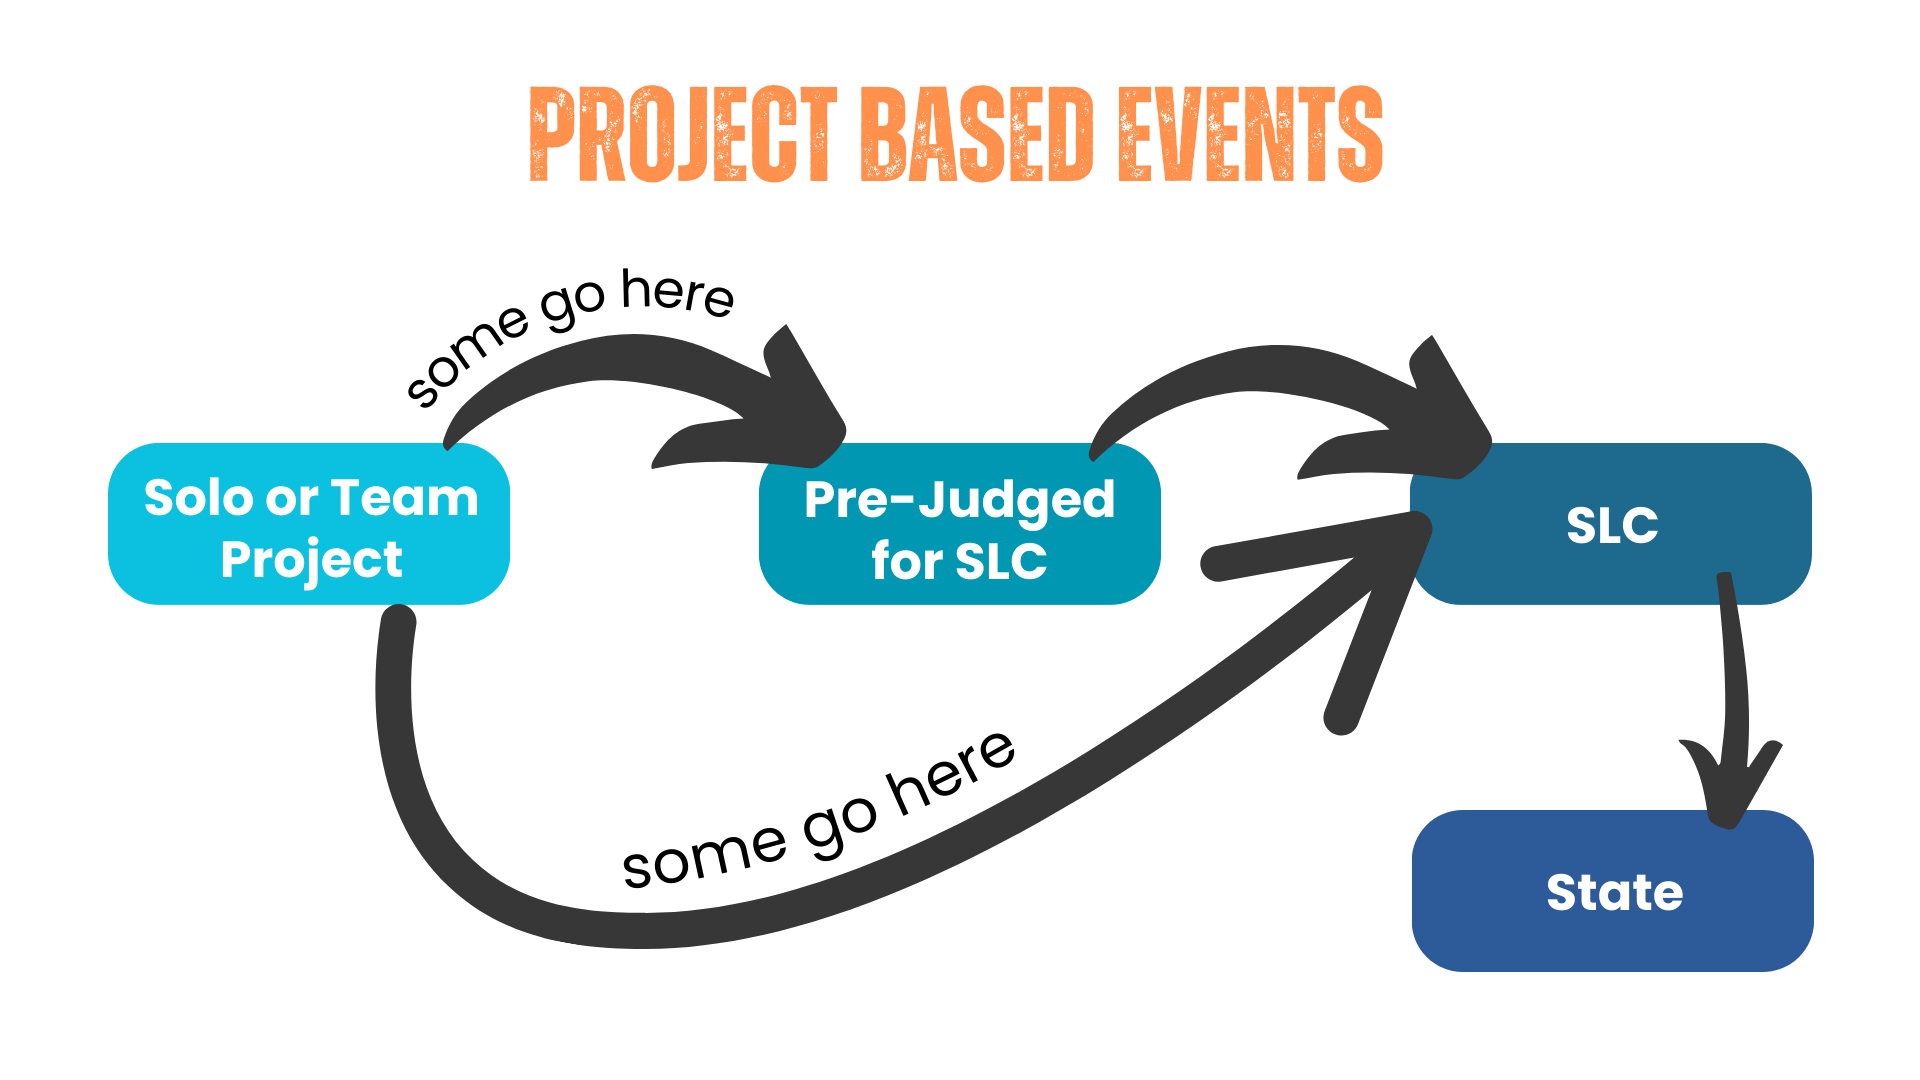 PROJECT BASED EVENTS
some go here
Solo or Team
Project
Pre-Judged
for SLC
SLC
some go here
State